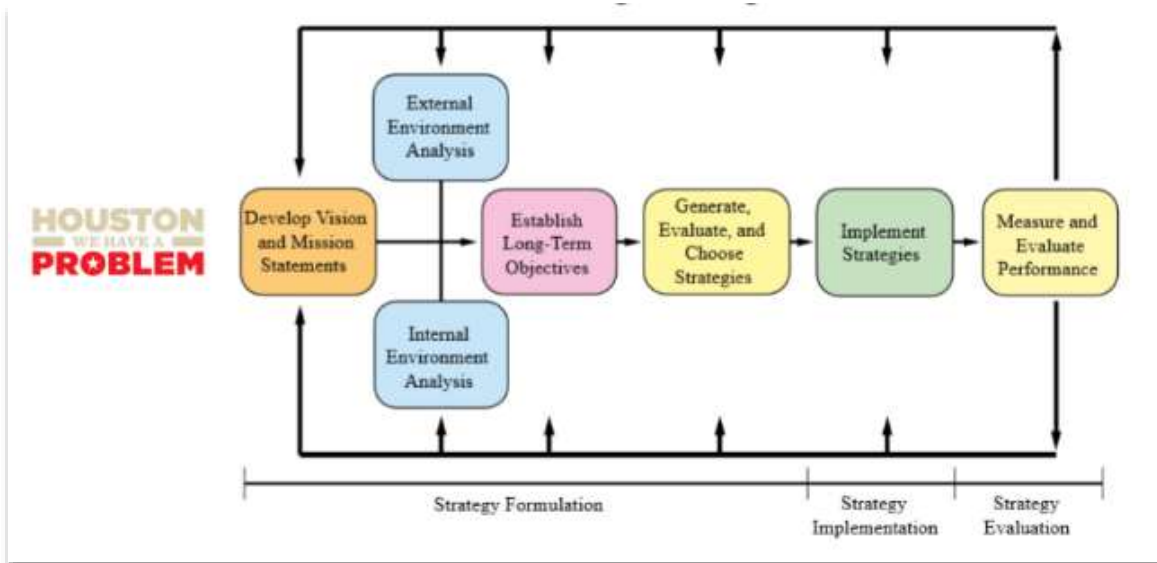 External
Environment
Analysis
HOUSTON
WE HAVE A
PROBLEM
Develop Vision
and Mission
Statements
Establish
Long-Term
Objectives
Generate,
Evaluate, and
Choose
Strategies
Implement
Strategies
Measure and
Evaluate
Performance
Internal
Environment
Analysis
Strategy Formulation
Strategy
Implementation
Strategy
Evaluation